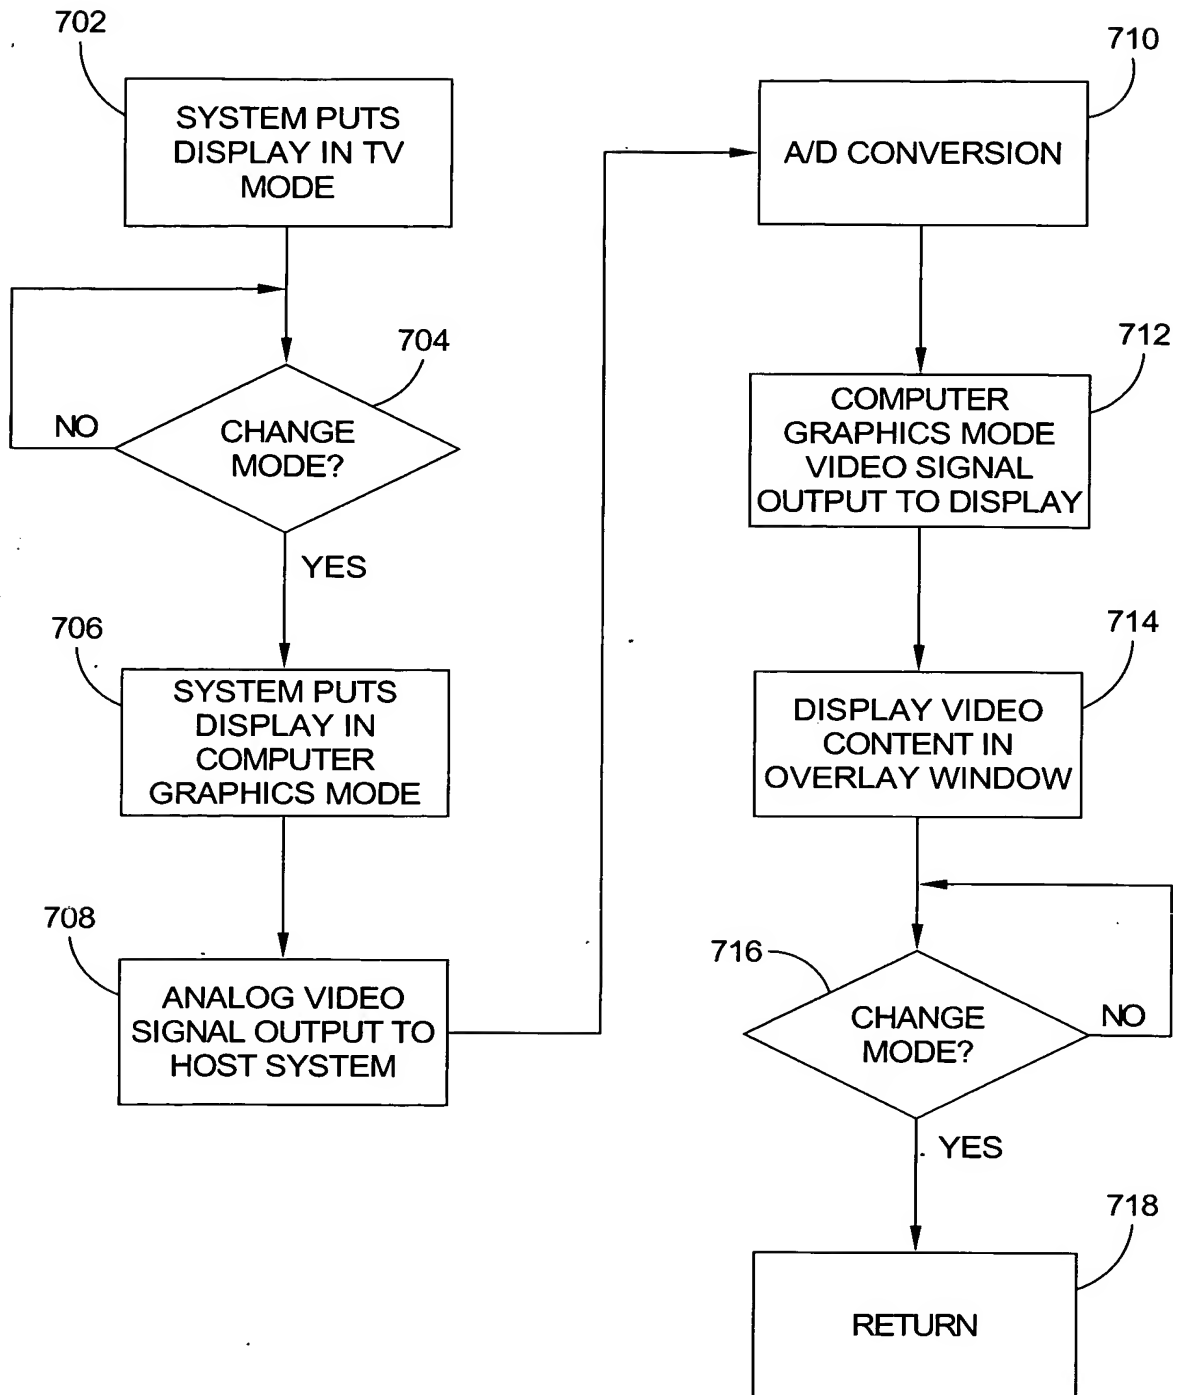 702
SYSTEM PUTS
DISPLAY IN TV
MODE
704
CHANGE
MODE?
NO
YES
706
SYSTEM PUTS
DISPLAY IN
COMPUTER
GRAPHICS MODE
708
ANALOG VIDEO
SIGNAL OUTPUT TO
HOST SYSTEM
710
A/D CONVERSION
712
COMPUTER
GRAPHICS MODE
VIDEO SIGNAL
OUTPUT TO DISPLAY
714
DISPLAY VIDEO
CONTENT IN
OVERLAY WINDOW
716
CHANGE
MODE?
NO
YES
718
RETURN